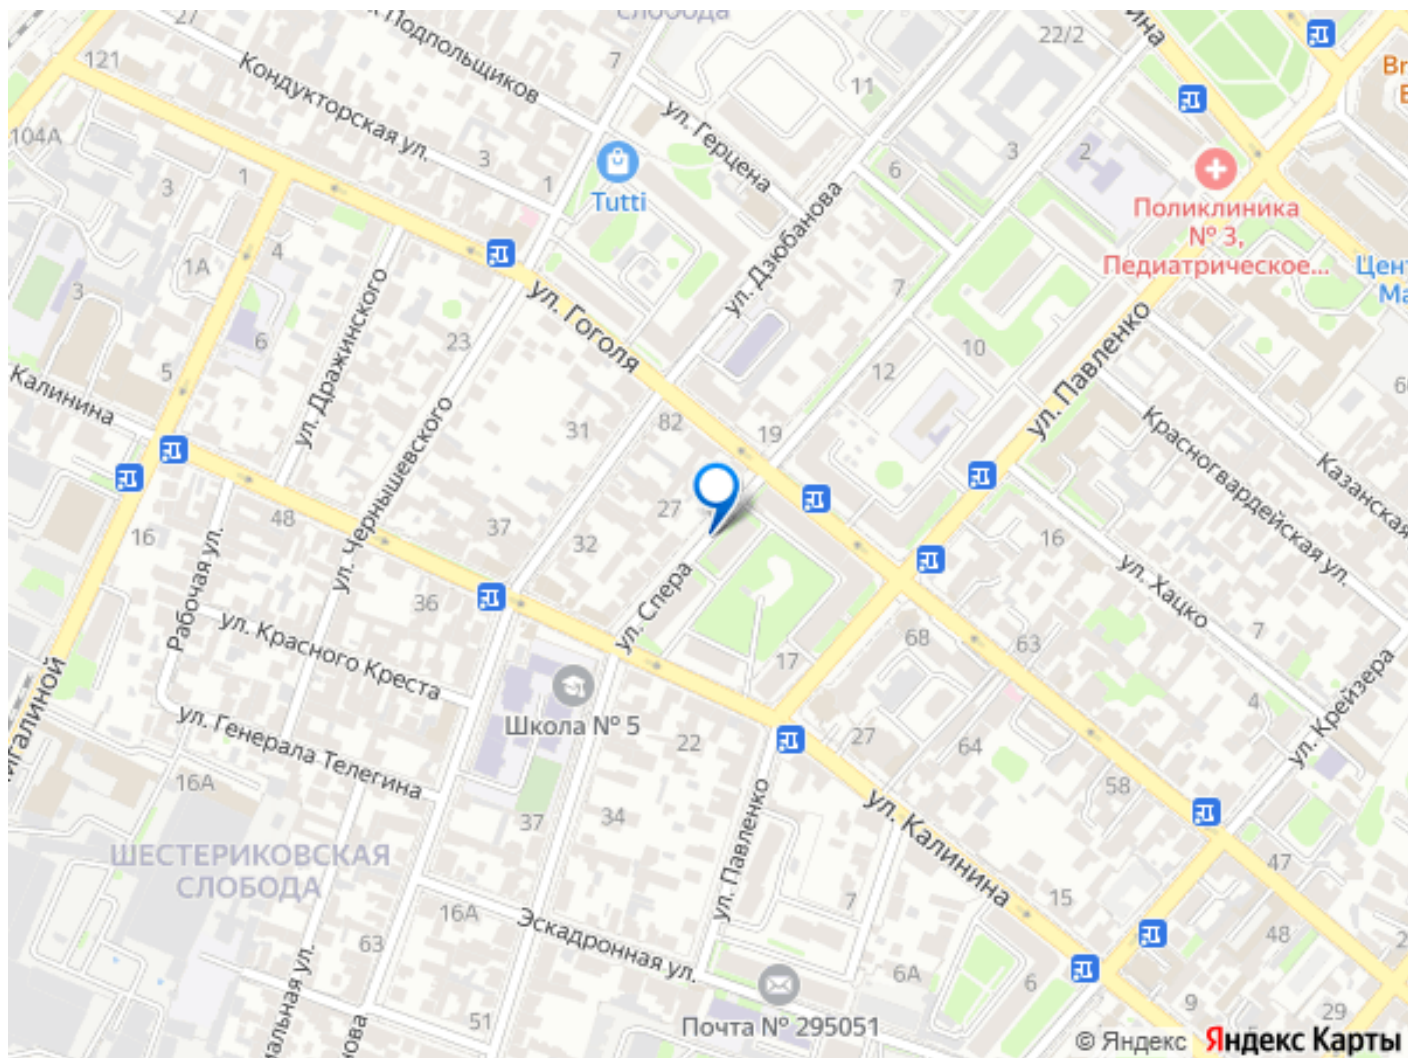 СЛОБОДА
27
Подпольщиков
7
22/2
121
Кондукторская ул.
11
ул. Герцена
104А
3
3
1
1
6
3
2
Tutti
Поликлиника
№ 3,
Педиатрическое...
4
1А
3
ул. Дзюбанова
7
ул. Гоголя
6
23
ул. Дражинского
10
12
5
Калинина
ул. Павленко
31
82
19
Красногвардейская ул.
Казанская
ул. Чернышевского
48
37
27
16
32
16
Рабочая ул.
ул. Хацко
ул. Спера
36
ул. Красного Креста
68
63
7
17
4
ул. Крейзера
Школа № 5
22
27
64
ул. Генерала Телегина
16А
58
34
37
ул. Павленко
ул. Калинина
47
ШЕСТЕРИКОВСКАЯ
СЛОБОДА
15
16А
7
Эскадронная ул.
63
48
6А
6
9
29
51
Почта № 295051
© Яндекс Яндекс Карты